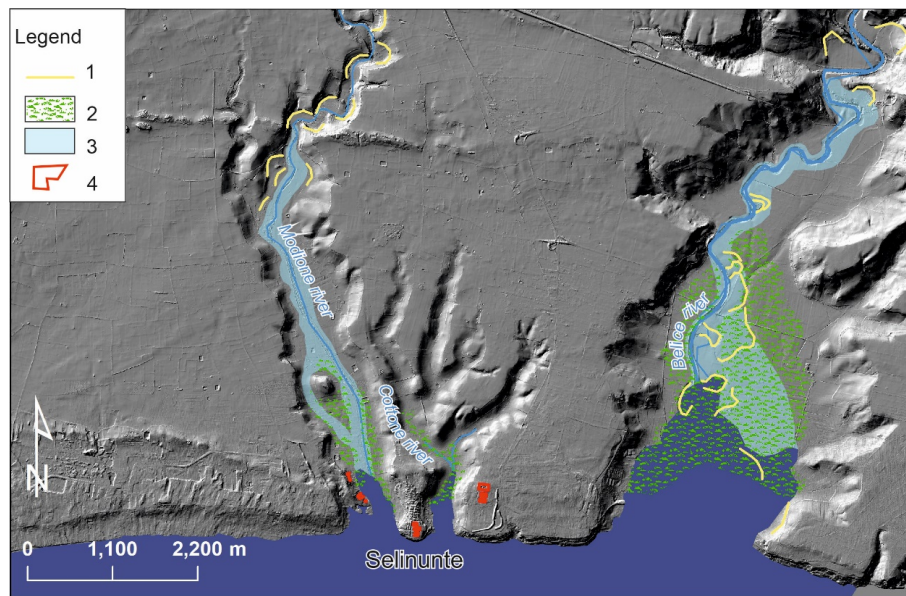 Legend
1
2
3
4
Modione river
Cottone river
Belice river
N
0 1,100 2,200 m
Selinunte